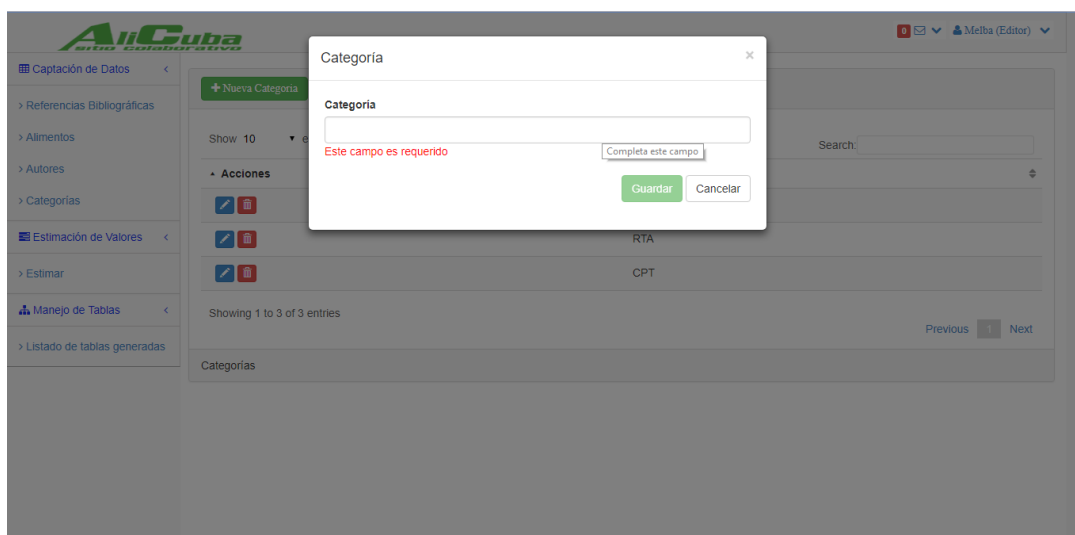 AliCuba
sitio colaborativo
0 Melba (Editor)
Captación de Datos
Referencias Bibliográficas
Alimentos
Autores
Categorías
Estimación de Valores
Estimar
Manejo de Tablas
Listado de tablas generadas
Nueva Categoria
Show 10 e
Search:
Acciones
RTA
CPT
Showing 1 to 3 of 3 entries
Previous 1 Next
Categorías
Categoría ×
Categoría
Este campo es requerido
Completa este campo
Guardar Cancelar